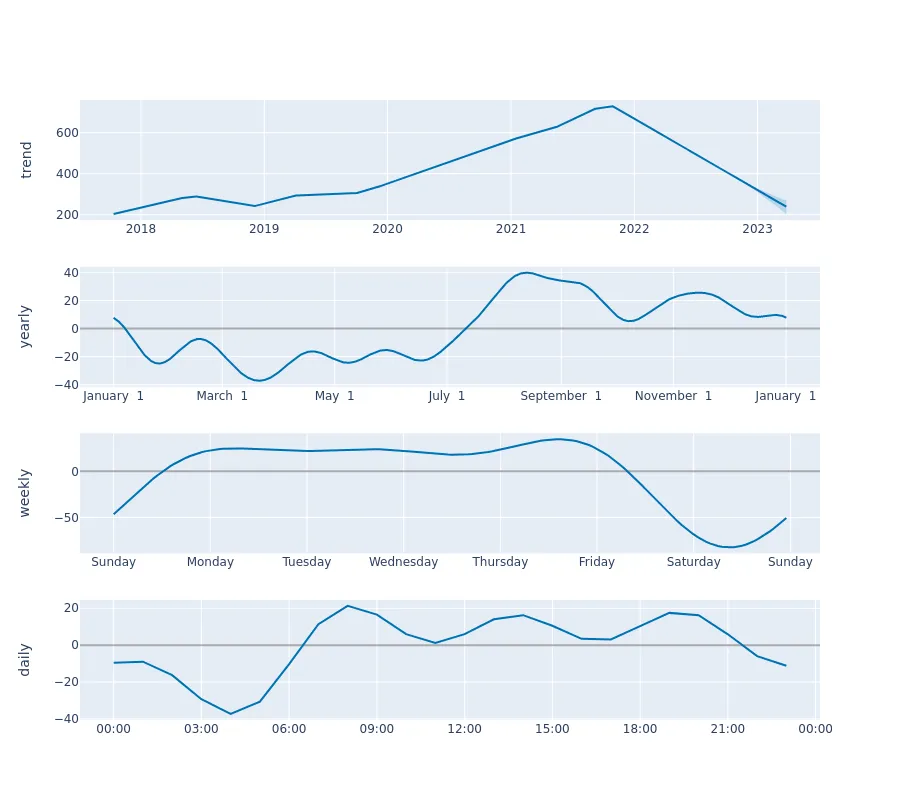 trend
600
400
200
2018 2019 2020 2021 2022 2023
yearly
40
20
0
−20
−40
January 1 March 1 May 1 July 1 September 1 November 1 January 1
weekly
0
−50
Sunday Monday Tuesday Wednesday Thursday Friday Saturday Sunday
daily
20
0
−20
−40
00:00 03:00 06:00 09:00 12:00 15:00 18:00 21:00 00:00